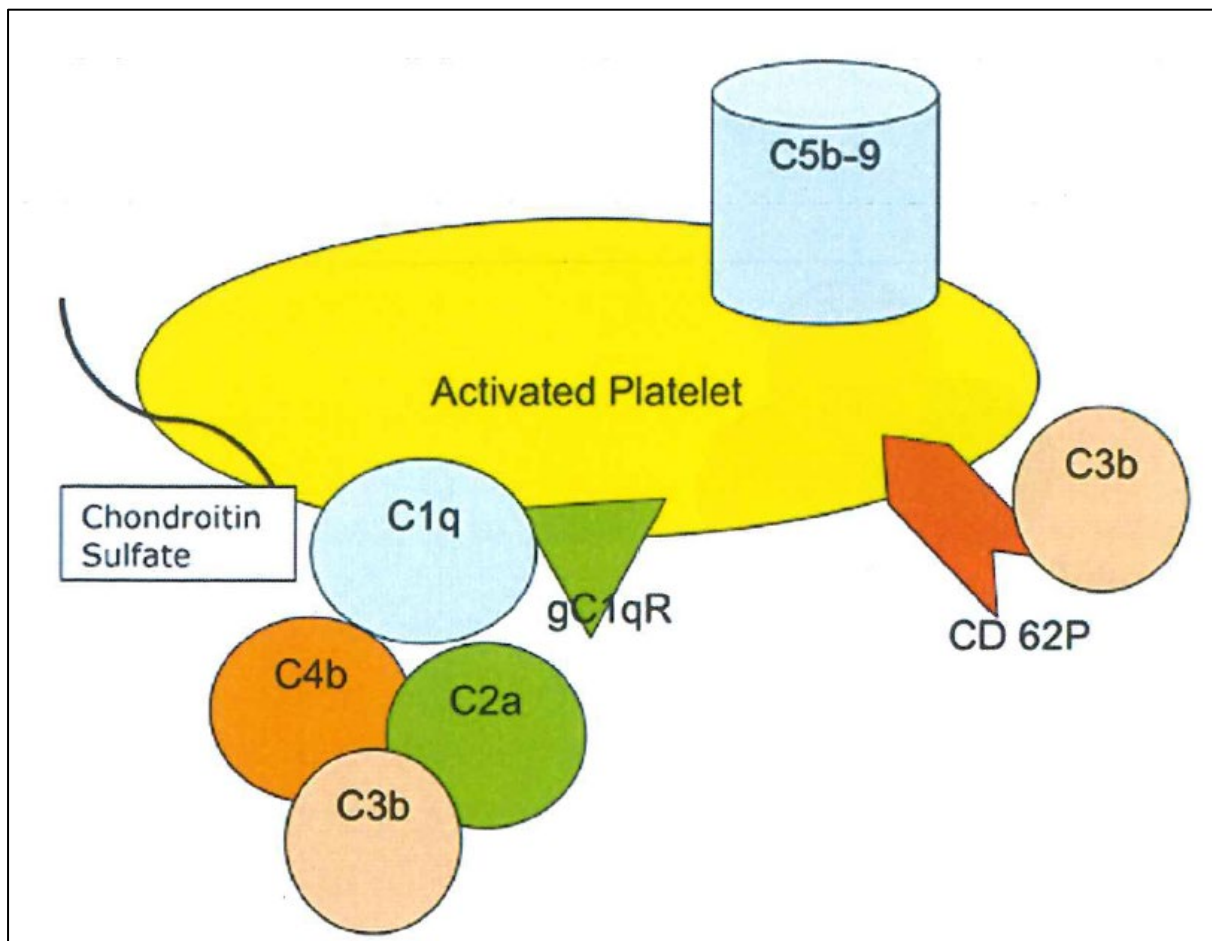 C5b-9
Activated Platelet
C3b
Chondroitin
Sulfate
C1q
gC1qR
CD 62P
C4b
C2a
C3b